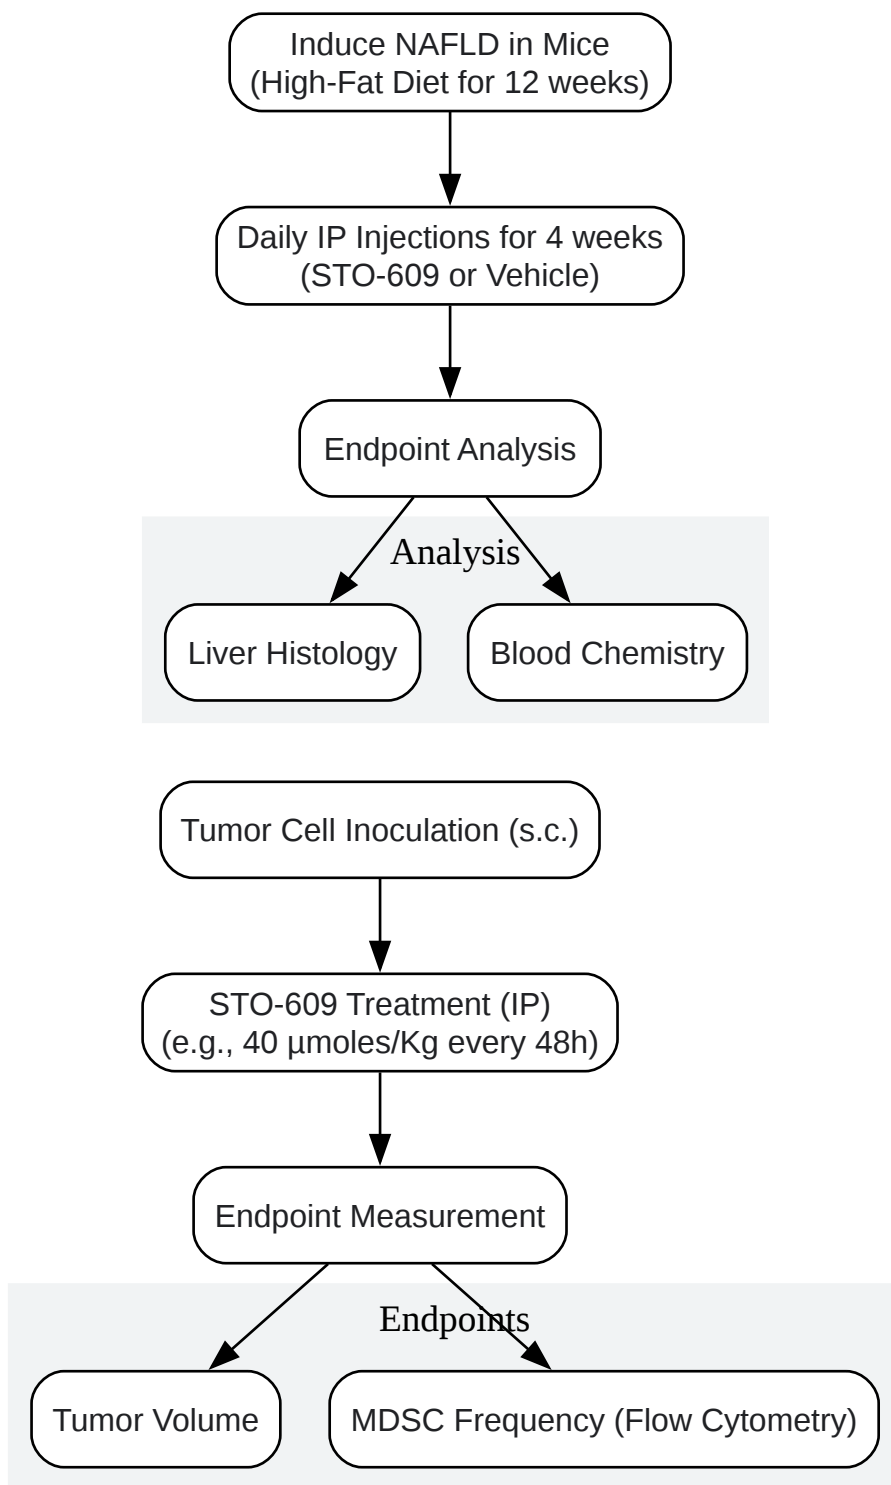 Induce NAFLD in Mice
(High-Fat Diet for 12 weeks)
Daily IP Injections for 4 weeks
(STO-609 or Vehicle)
Endpoint Analysis
Analysis
Liver Histology
Blood Chemistry
Tumor Cell Inoculation (s.c.)
STO-609 Treatment (IP)
(e.g., 40 µmoles/Kg every 48h)
Endpoint Measurement
Endpoints
Tumor Volume
MDSC Frequency (Flow Cytometry)